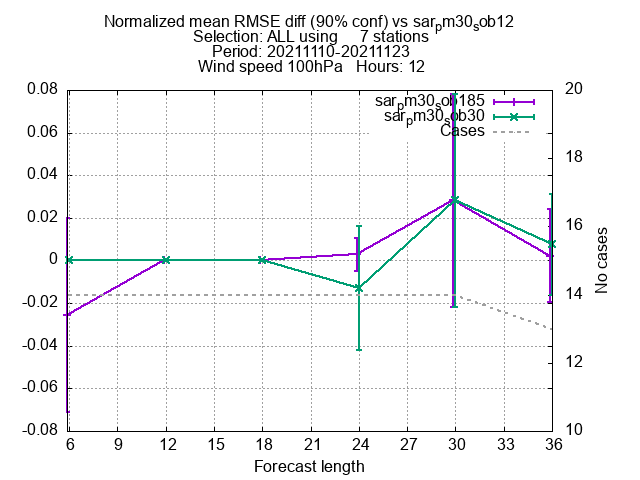 Normalized mean RMSE diff (90% conf) vs sarpm30sob12
Selection: ALL using     7 stations
Period: 20211110-20211123
Wind speed 100hPa   Hours: 12
sarpm30sob185
sarpm30sob30
Cases
0.08
0.06
0.04
0.02
0
-0.02
-0.04
-0.06
-0.08
20
18
16
14
12
10
No cases
6 9 12 15 18 21 24 27 30 33 36
Forecast length